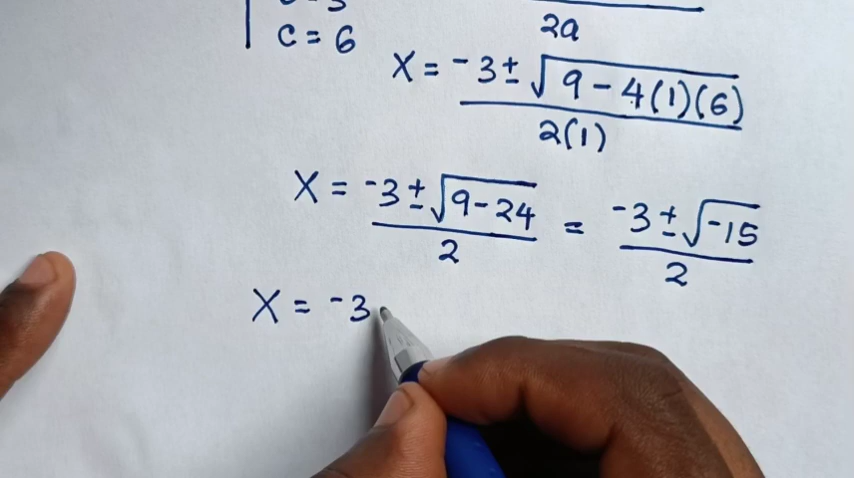 2a
C = 6
X = -3 ± √9 - 4(1)(6)
2(1)
X = -3 ± √9-24 / 2 = -3 ± √-15 / 2
X = -3